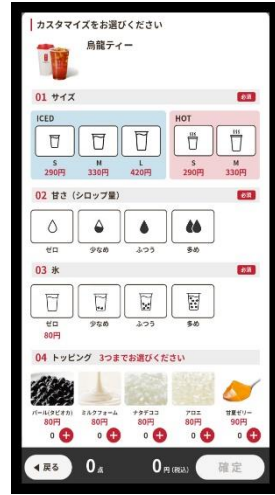 カスタマイズをお選びください
烏龍ティー
01 サイズ 必須
ICED HOT
S M L S M
290円 330円 420円 290円 330円
02 甘さ (シロップ量) 必須
ゼロ 少なめ ふつう 多め
03 氷 必須
ゼロ 少なめ ふつう 多め
80円
04 トッピング 3つまでお選びください
パール(タピオカ) ミルクフォーム ナタデココ アロエ 甘夏ゼリー
80円 80円 80円 80円 90円
0 + 0 + 0 + 0 + 0 +
戻る 0点 0円(税込) 確定